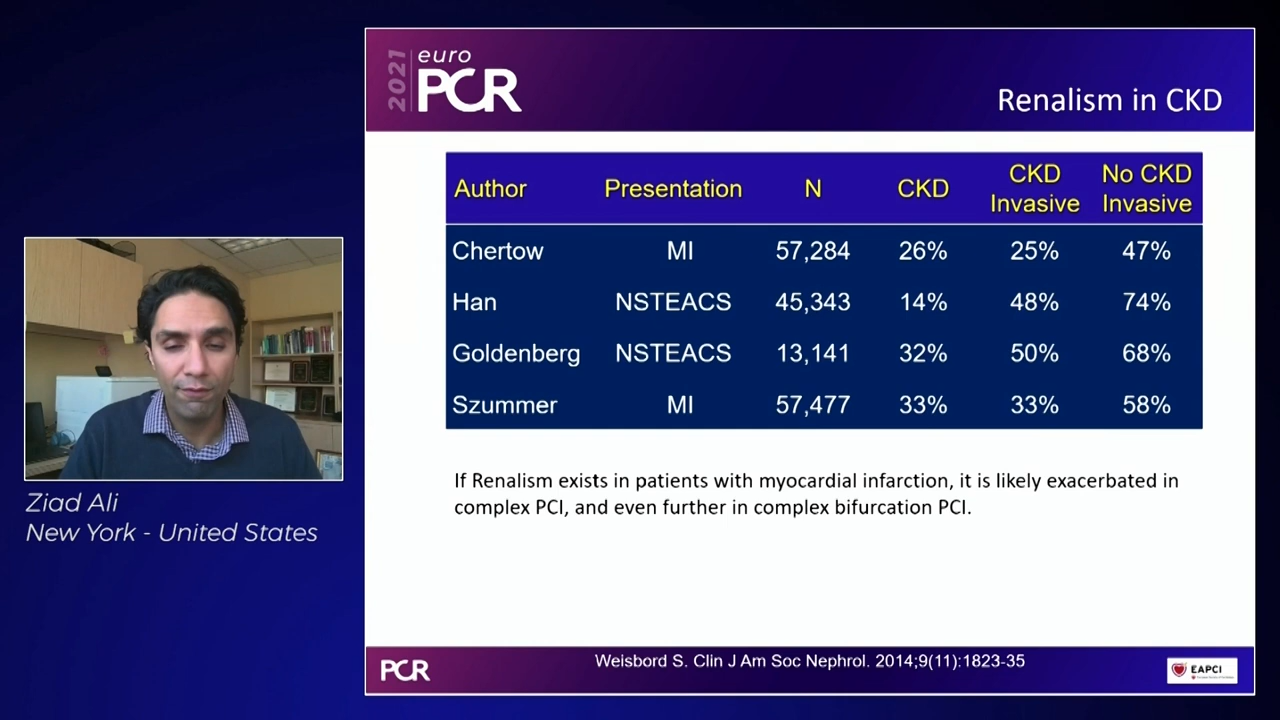 2021 euro PCR
Renalism in CKD
Author Presentation N CKD CKD Invasive No CKD Invasive
Chertow MI 57,284 26% 25% 47%
Han NSTEACS 45,343 14% 48% 74%
Goldenberg NSTEACS 13,141 32% 50% 68%
Szummer MI 57,477 33% 33% 58%
If Renalism exists in patients with myocardial infarction, it is likely exacerbated in
complex PCI, and even further in complex bifurcation PCI.
Ziad Ali
New York - United States
PCR
Weisbord S. Clin J Am Soc Nephrol. 2014;9(11):1823-35
EAPCI